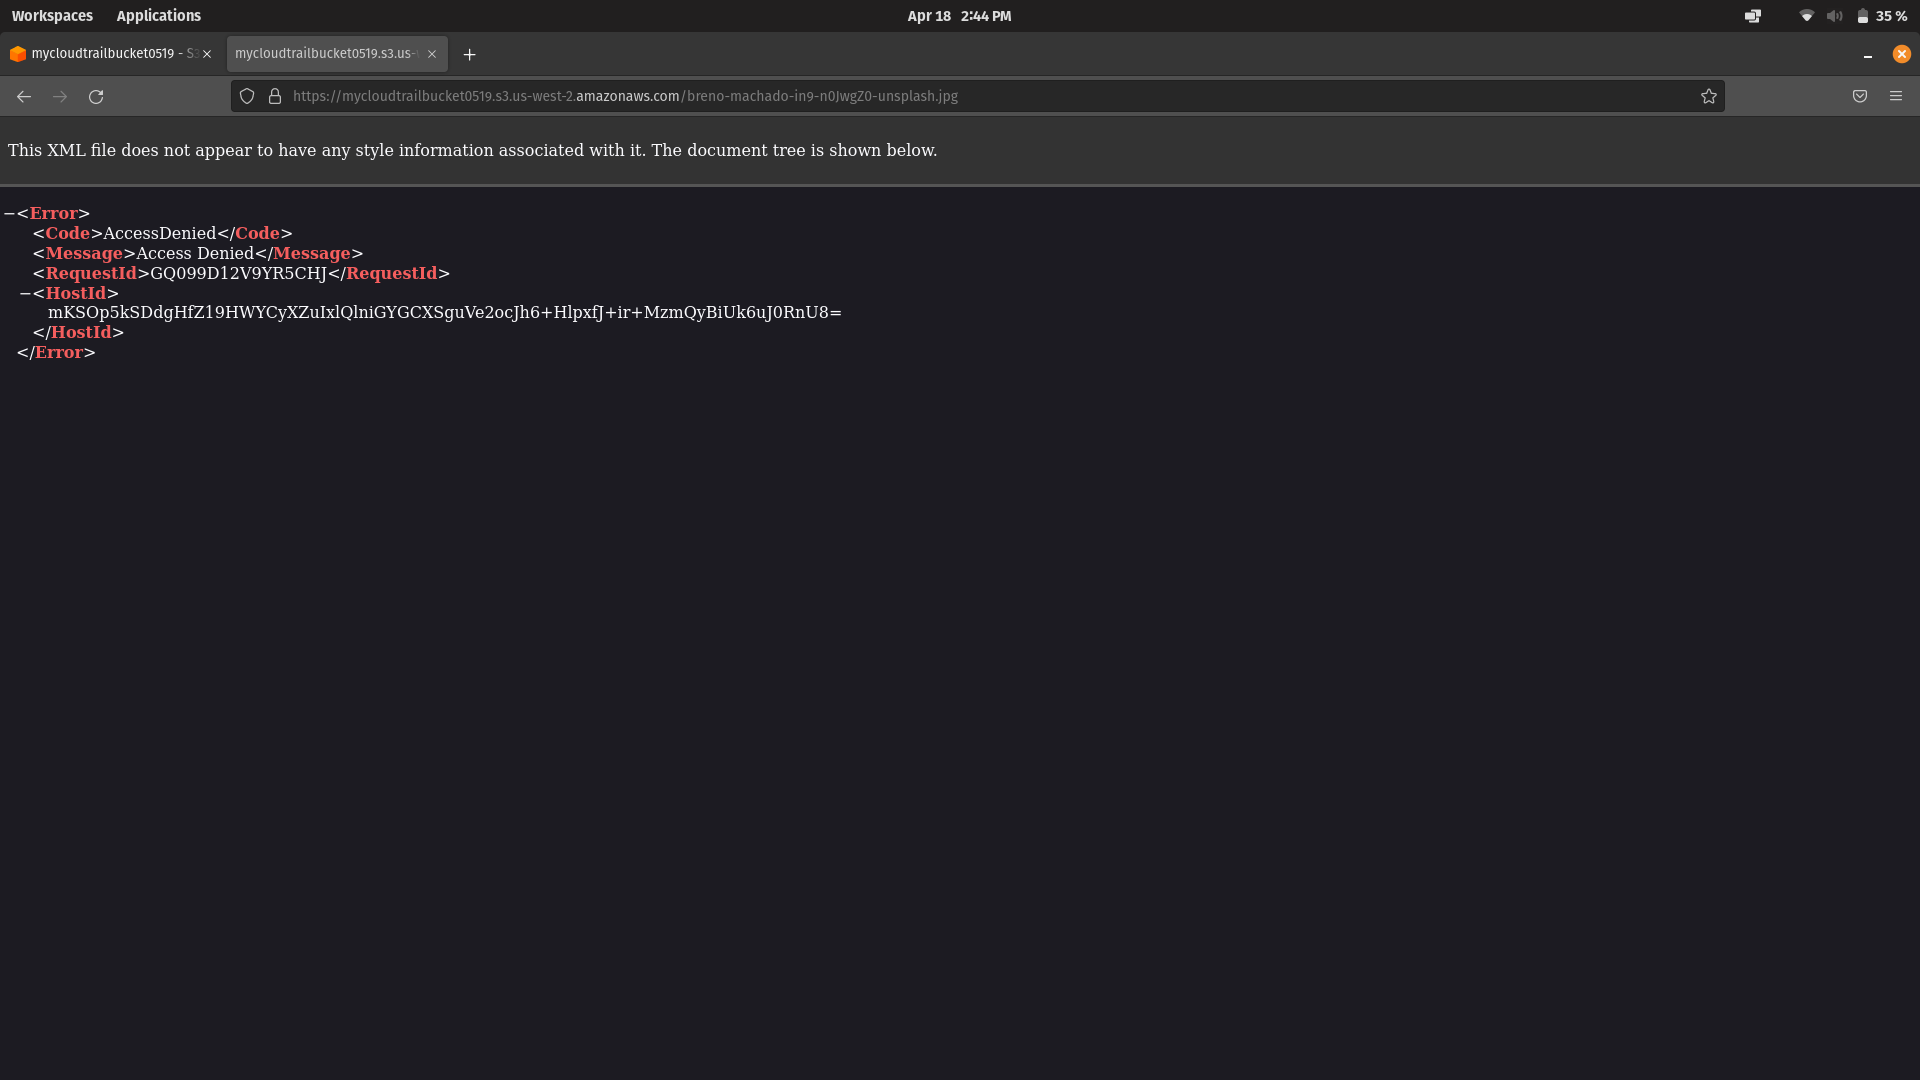 Workspaces Applications Apr 18 2:44 PM 35 %
mycloudtrailbucket0519 - S3 mycloudtrailbucket0519.s3.us-
https://mycloudtrailbucket0519.s3.us-west-2.amazonaws.com/breno-machado-in9-n0JwgZ0-unsplash.jpg
This XML file does not appear to have any style information associated with it. The document tree is shown below.
−<Error>
<Code>AccessDenied</Code>
<Message>Access Denied</Message>
<RequestId>GQ099D12V9YR5CHJ</RequestId>
−<HostId>
mKSOp5kSDdgHfZ19HWYCyXZuIxlQlniGYGCXSguVe2ocJh6+HlpxfJ+ir+MzmQyBiUk6uJ0RnU8=
</HostId>
</Error>